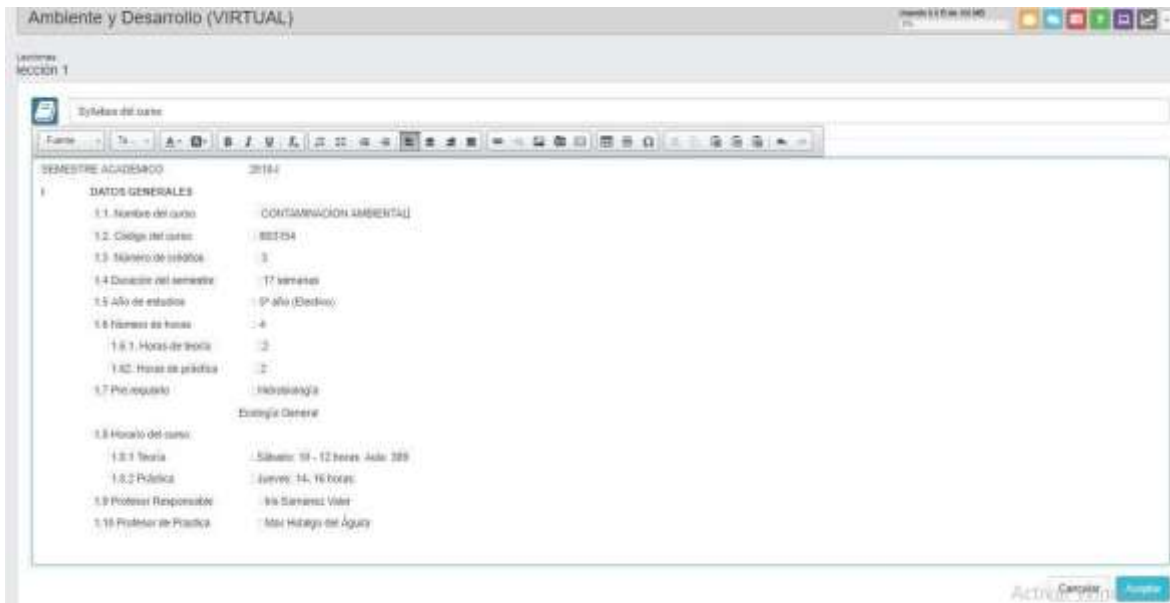 Ambiente y Desarrollo (VIRTUAL)
Lecciones
lección 1
Syllabus del curso
Fuente
SEMESTRE ACADEMICO 2018-I
I DATOS GENERALES
1.1. Nombre del curso : CONTAMINACION AMBIENTAL
1.2. Código del curso :
1.3. Número de créditos : 3
1.4 Duración del semestre : 17 semanas
1.5 Año de estudios : 5º año (Electivo)
1.6 Número de horas : 4
1.6.1. Horas de teoría : 2
1.62. Horas de práctica : 2
1.7 Pre requisito : Hidrobiología
Ecología General
1.8 Horario del curso:
1.8.1 Teoría : Sábado: 10 - 12 horas. Aula:
1.8.2 Práctica : Jueves: 14- 16 horas
1.9 Profesor Responsable : Iris
1.10 Profesor de Practica : Max Hidalgo del Águila
Cancelar
Aceptar